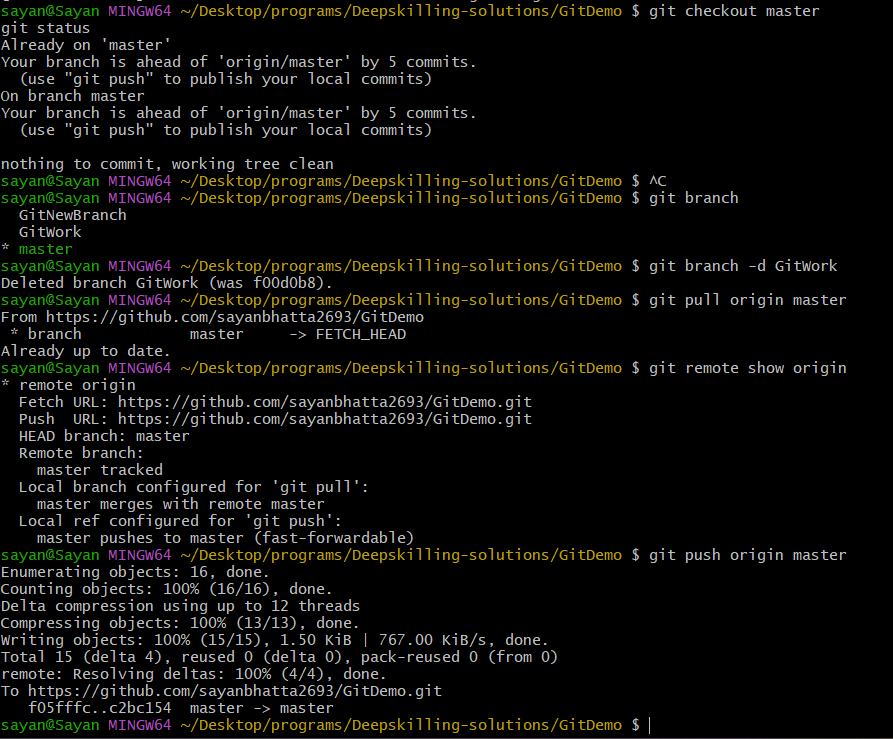 sayan@Sayan MINGW64 ~/Desktop/programs/Deepskilling-solutions/GitDemo $ git checkout master
git status
Already on 'master'
Your branch is ahead of 'origin/master' by 5 commits.
  (use "git push" to publish your local commits)
On branch master
Your branch is ahead of 'origin/master' by 5 commits.
  (use "git push" to publish your local commits)

nothing to commit, working tree clean
sayan@Sayan MINGW64 ~/Desktop/programs/Deepskilling-solutions/GitDemo $ ^C
sayan@Sayan MINGW64 ~/Desktop/programs/Deepskilling-solutions/GitDemo $ git branch
  GitNewBranch
  GitWork
* master
sayan@Sayan MINGW64 ~/Desktop/programs/Deepskilling-solutions/GitDemo $ git branch -d GitWork
Deleted branch GitWork (was f00d0b8).
sayan@Sayan MINGW64 ~/Desktop/programs/Deepskilling-solutions/GitDemo $ git pull origin master
From https://github.com/sayanbhatta2693/GitDemo
 * branch            master     -> FETCH_HEAD
Already up to date.
sayan@Sayan MINGW64 ~/Desktop/programs/Deepskilling-solutions/GitDemo $ git remote show origin
* remote origin
  Fetch URL: https://github.com/sayanbhatta2693/GitDemo.git
  Push  URL: https://github.com/sayanbhatta2693/GitDemo.git
  HEAD branch: master
  Remote branch:
    master tracked
  Local branch configured for 'git pull':
    master merges with remote master
  Local ref configured for 'git push':
    master pushes to master (fast-forwardable)
sayan@Sayan MINGW64 ~/Desktop/programs/Deepskilling-solutions/GitDemo $ git push origin master
Enumerating objects: 16, done.
Counting objects: 100% (16/16), done.
Delta compression using up to 12 threads
Compressing objects: 100% (13/13), done.
Writing objects: 100% (15/15), 1.50 KiB | 767.00 KiB/s, done.
Total 15 (delta 4), reused 0 (delta 0), pack-reused 0 (from 0)
remote: Resolving deltas: 100% (4/4), done.
To https://github.com/sayanbhatta2693/GitDemo.git
   f05fffc..c2bc154  master -> master
sayan@Sayan MINGW64 ~/Desktop/programs/Deepskilling-solutions/GitDemo $